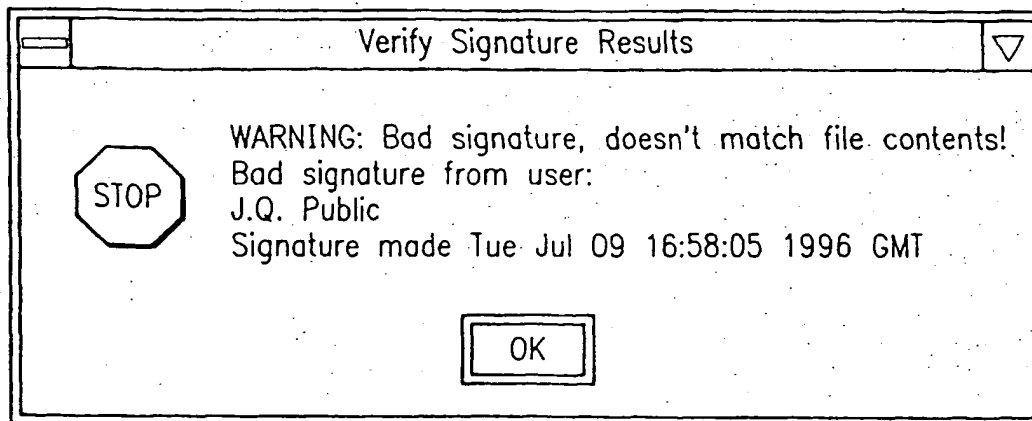 Verify Signature Results
WARNING: Bad signature, doesn't match file contents!
STOP
Bad signature from user:
J.Q. Public
Signature made Tue Jul 09 16:58:05 1996 GMT
OK